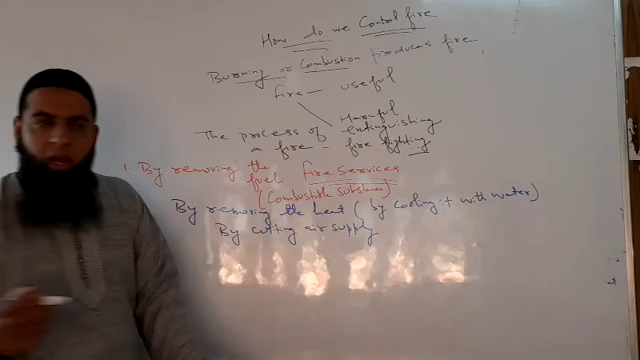 How do we Control fire
Burning or Combustion produces fire
fire — useful
Harmful
The process of extinguishing
a fire - fire fighting
fire services
1. By removing the
fuel
(Combustible substance)
By removing the heat (by cooling it with water)
By cutting air supply